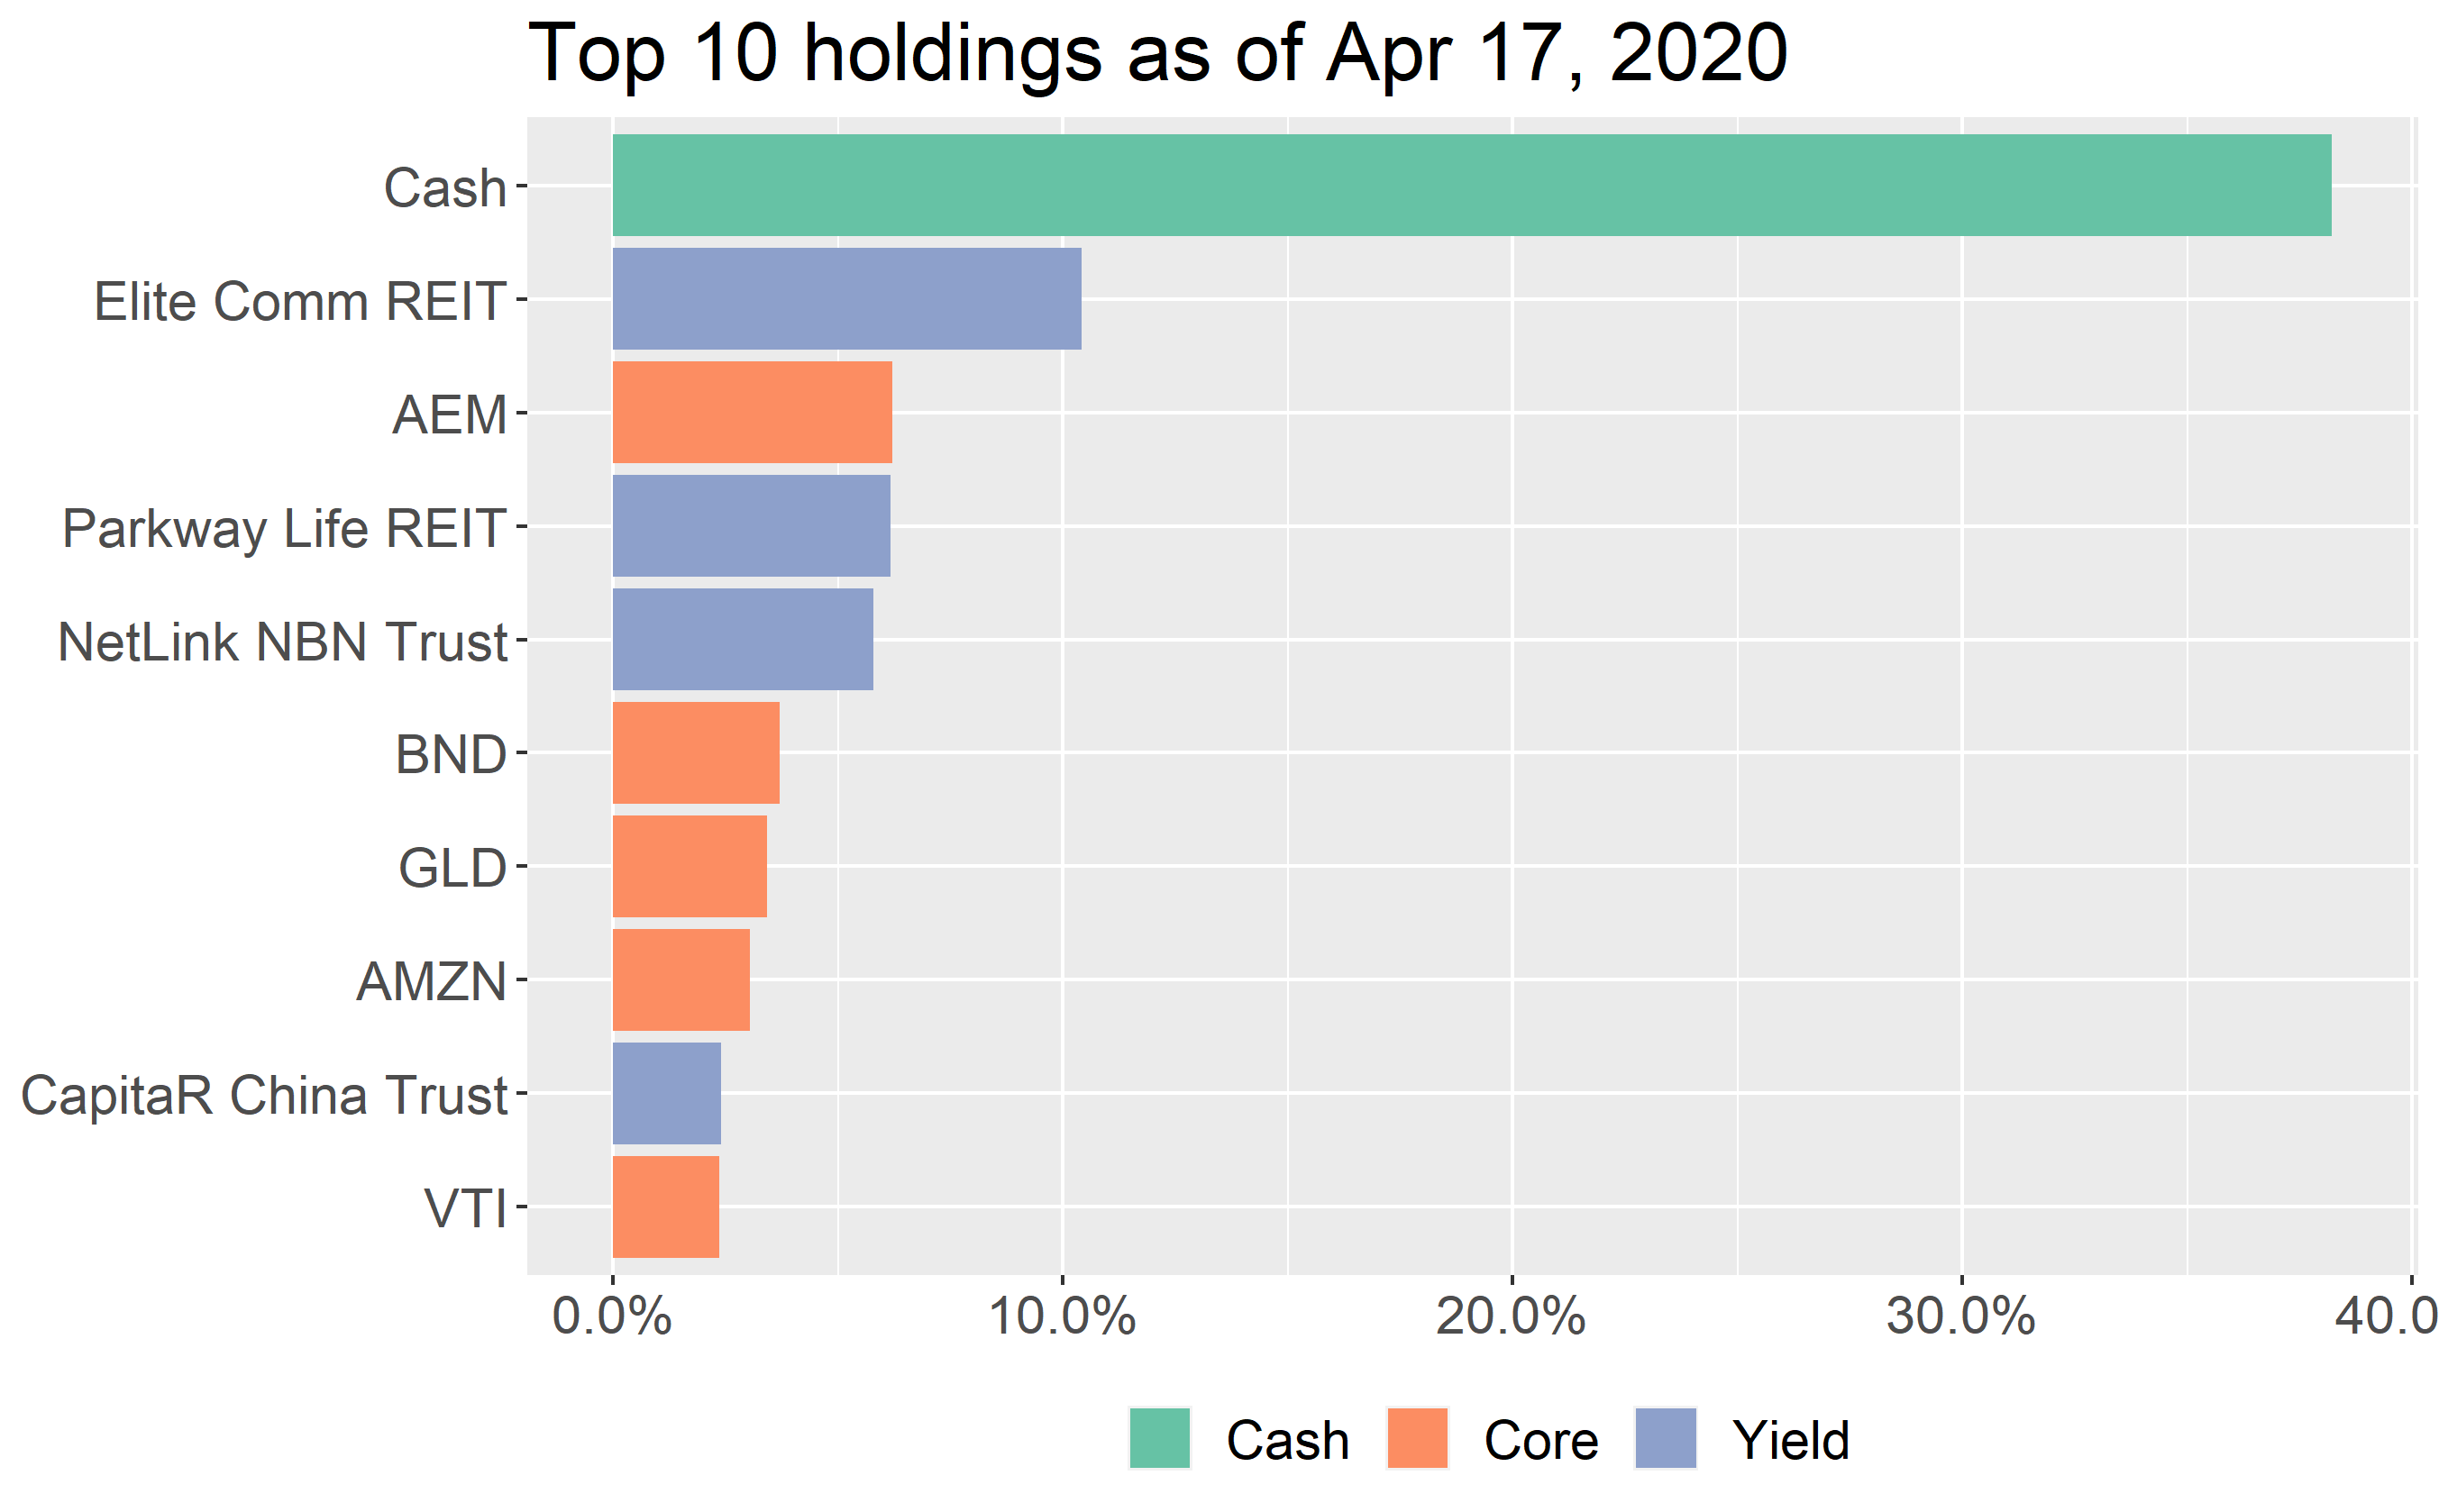 Top 10 holdings as of Apr 17, 2020
Cash
Elite Comm REIT
AEM
Parkway Life REIT
NetLink NBN Trust
BND
GLD
AMZN
CapitaR China Trust
VTI
0.0% 10.0% 20.0% 30.0% 40.0
Cash Core Yield